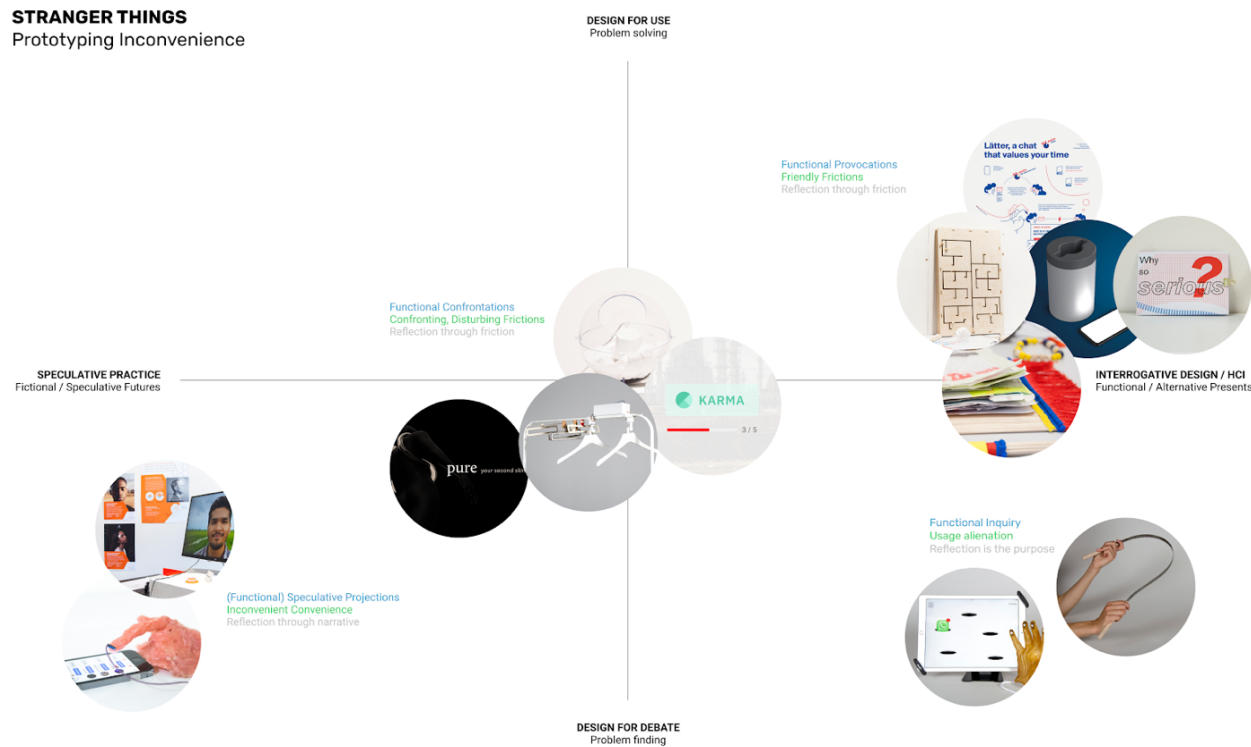 STRANGER THINGS
Prototyping Inconvenience
DESIGN FOR USE
Problem solving
Lätter, a chat
that values your time
Functional Provocations
Friendly Frictions
Reflection through friction
Why
so
serious?
Functional Confrontations
Confronting, Disturbing Frictions
Reflection through friction
SPECULATIVE PRACTICE
Fictional / Speculative Futures
INTERROGATIVE DESIGN / HCI
Functional / Alternative Presents
KARMA
3 / 5
pure your second skin
Functional Inquiry
Usage alienation
Reflection is the purpose
(Functional) Speculative Projections
Inconvenient Convenience
Reflection through narrative
DESIGN FOR DEBATE
Problem finding